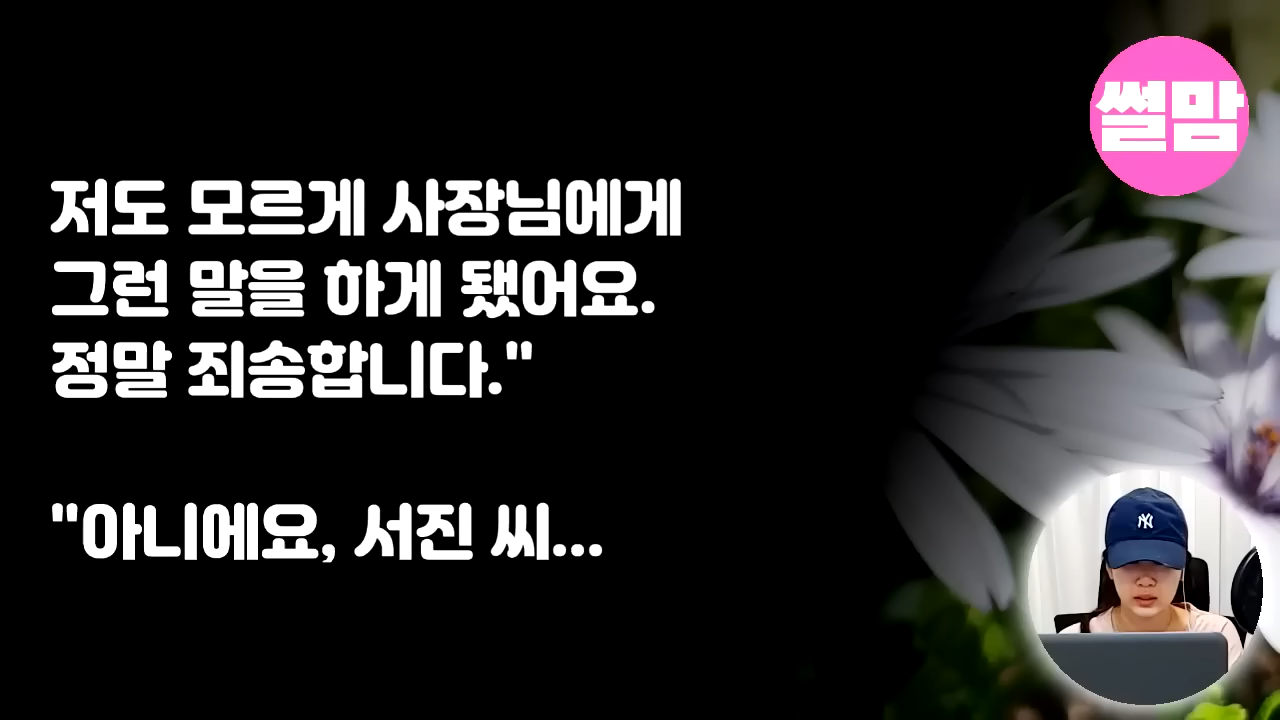 썰맘
저도 모르게 사장님에게
그런 말을 하게 됐어요.
정말 죄송합니다."
"아니에요, 서진 씨...
NY